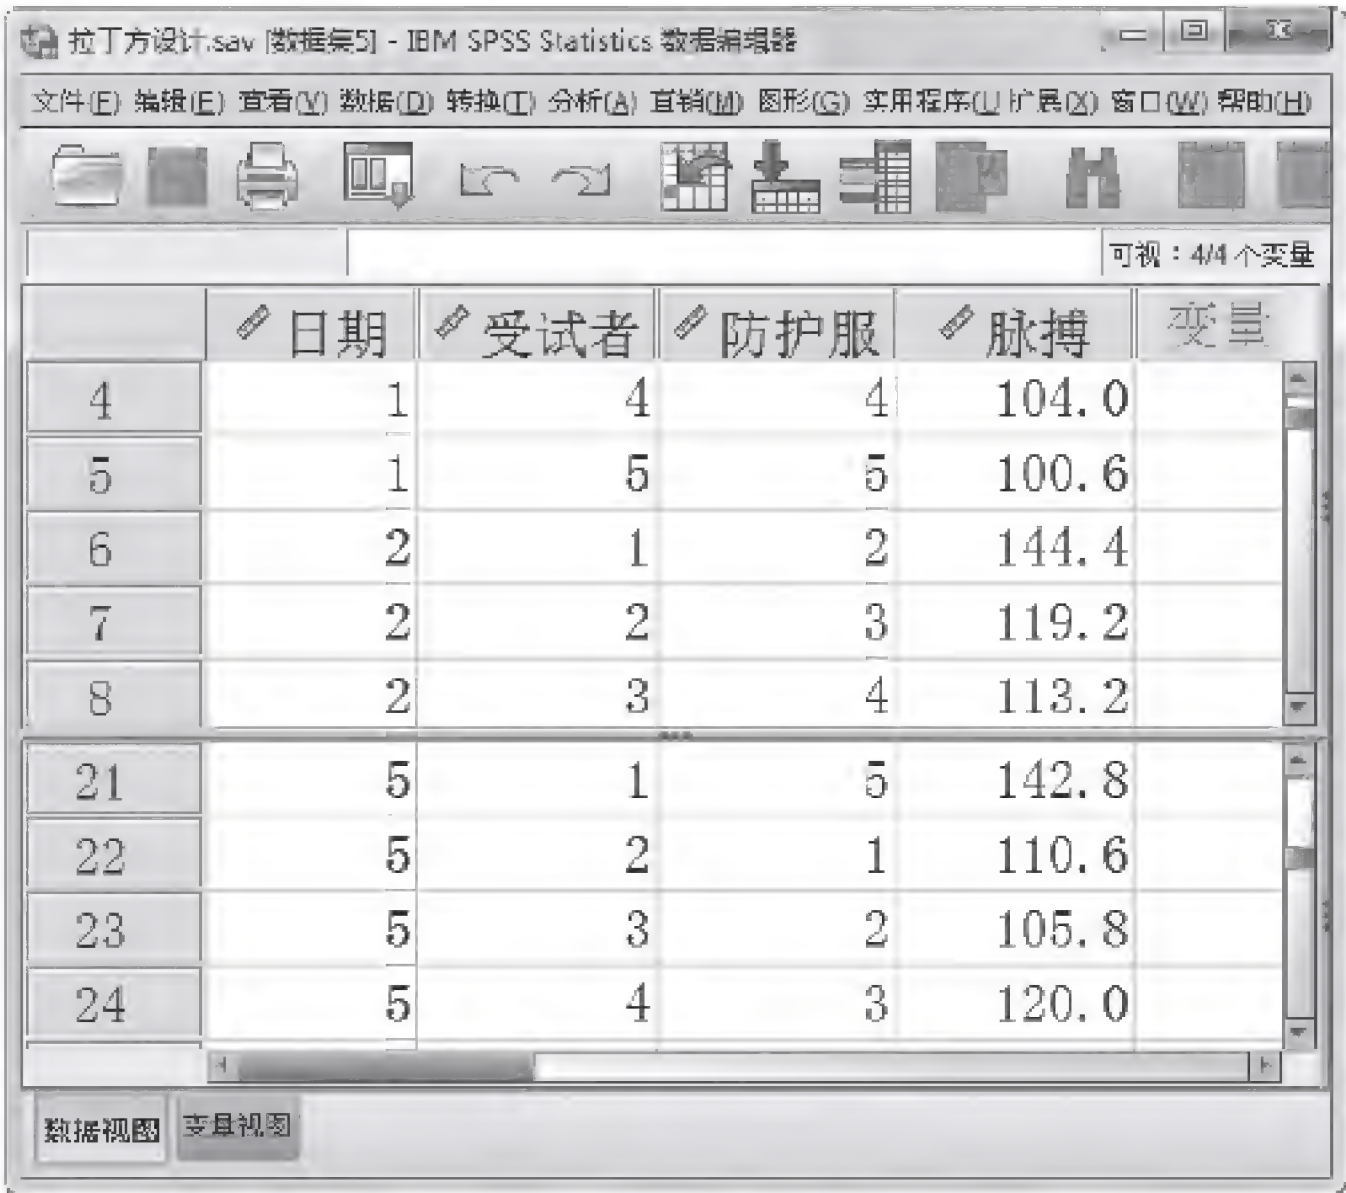 拉丁方设计.sav [数据集5] - IBM SPSS Statistics 数据编辑器
文件(F) 编辑(E) 查看(V) 数据(D) 转换(T) 分析(A) 直销(M) 图形(G) 实用程序(U 扩展(X) 窗口(W) 帮助(H)
可视：4/4 个变量
日期 受试者 防护服 脉搏 变量
4 1 4 4 104.0
5 1 5 5 100.6
6 2 1 2 144.4
7 2 2 3 119.2
8 2 3 4 113.2
21 5 1 5 142.8
22 5 2 1 110.6
23 5 3 2 105.8
24 5 4 3 120.0
数据视图 变量视图